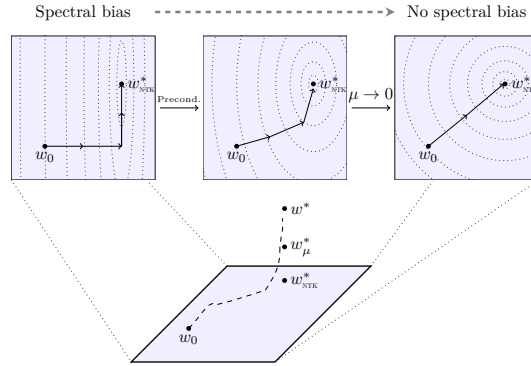 Spectral bias
No spectral bias
w*NTK
w0
Precond.
w*NTK
w0
μ → 0
w*NTK
w0
w*
w*μ
w*NTK
w0